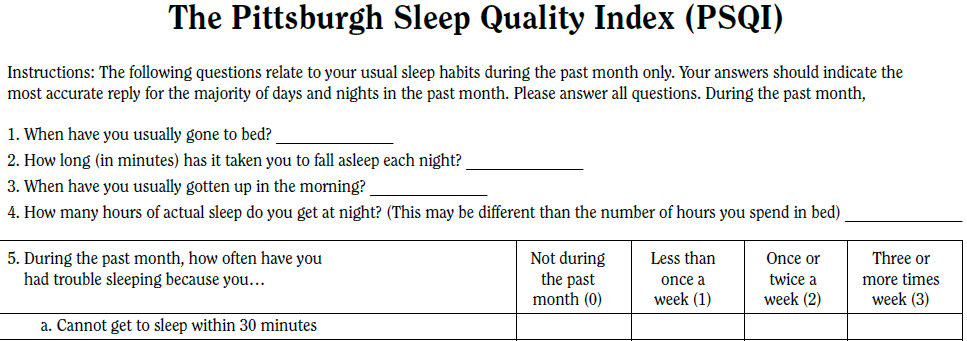 The Pittsburgh Sleep Quality Index (PSQI)
Instructions: The following questions relate to your usual sleep habits during the past month only. Your answers should indicate the
most accurate reply for the majority of days and nights in the past month. Please answer all questions. During the past month,
1. When have you usually gone to bed?
2. How long (in minutes) has it taken you to fall asleep each night?
3. When have you usually gotten up in the morning?
4. How many hours of actual sleep do you get at night? (This may be different than the number of hours you spend in bed)
5. During the past month, how often have you
had trouble sleeping because you…
Not during
the past
month (0)
Less than
once a
week (1)
Once or
twice a
week (2)
Three or
more times
week (3)
a. Cannot get to sleep within 30 minutes